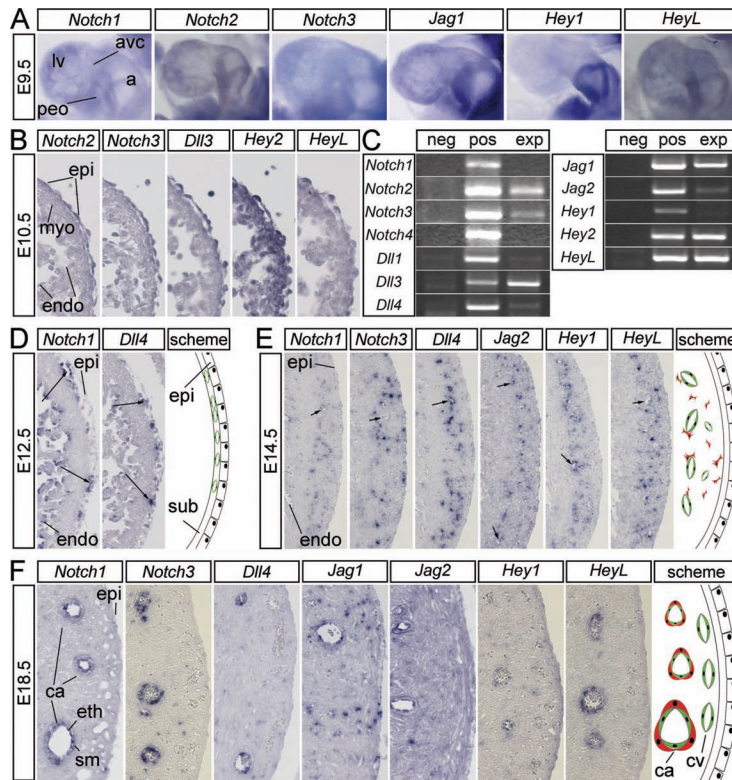 A Notch1 Notch2 Notch3 Jag1 Hey1 HeyL
E9.5
lv avc a peo
B Notch2 Notch3 Dll3 Hey2 HeyL
E10.5
epi
myo
endo
C neg pos exp
Notch1
Notch2
Notch3
Notch4
Dll1
Dll3
Dll4
neg pos exp
Jag1
Jag2
Hey1
Hey2
HeyL
D Notch1 Dll4 scheme
E12.5
epi
epi
sub
endo
E Notch1 Notch3 Dll4 Jag2 Hey1 HeyL scheme
E14.5
epi
endo
F Notch1 Notch3 Dll4 Jag1 Jag2 Hey1 HeyL scheme
E18.5
epi
ca
eth
sm
ca cv